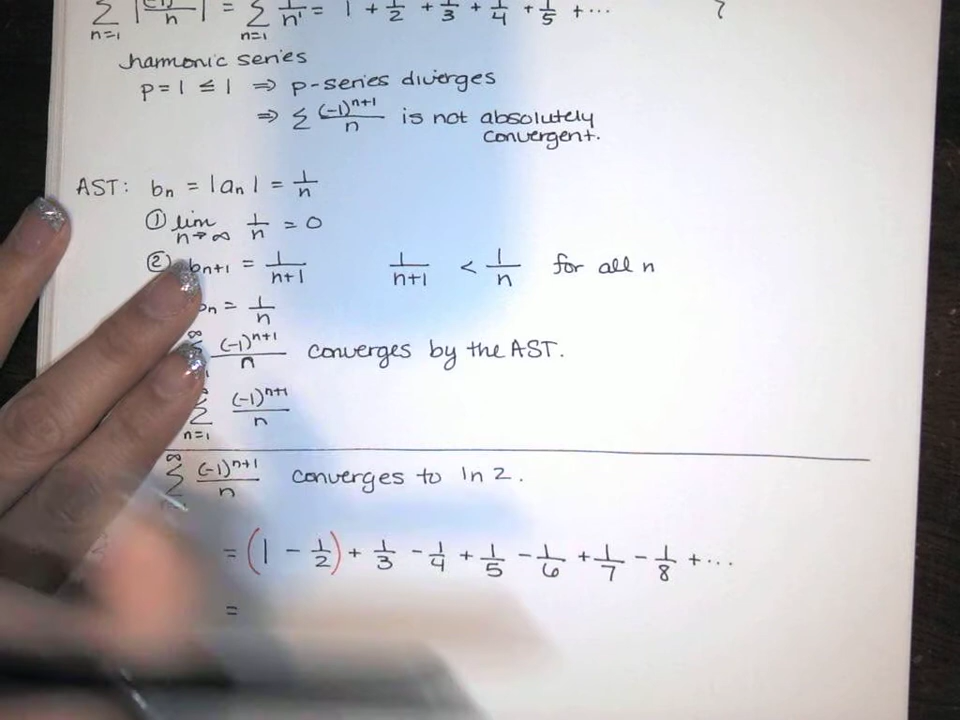 ∑ n=1 |(-1) / n| = ∑ n=1 1/n¹ = 1 + 1/2 + 1/3 + 1/4 + 1/5 + ...
harmonic series
p = 1 ≤ 1 ⇒ p-series diverges
⇒ ∑ (-1)^(n+1)/n is not absolutely
convergent.
AST: bn = |an| = 1/n
① lim n→∞ 1/n = 0
② bn+1 = 1/(n+1) 1/(n+1) < 1/n for all n
bn = 1/n
∞ (-1)^(n+1)/n converges by the AST.
∑ n=1 (-1)^(n+1)/n
∞ ∑ (-1)^(n+1)/n converges to ln 2.
= (1 - 1/2) + 1/3 - 1/4 + 1/5 - 1/6 + 1/7 - 1/8 + ...
=